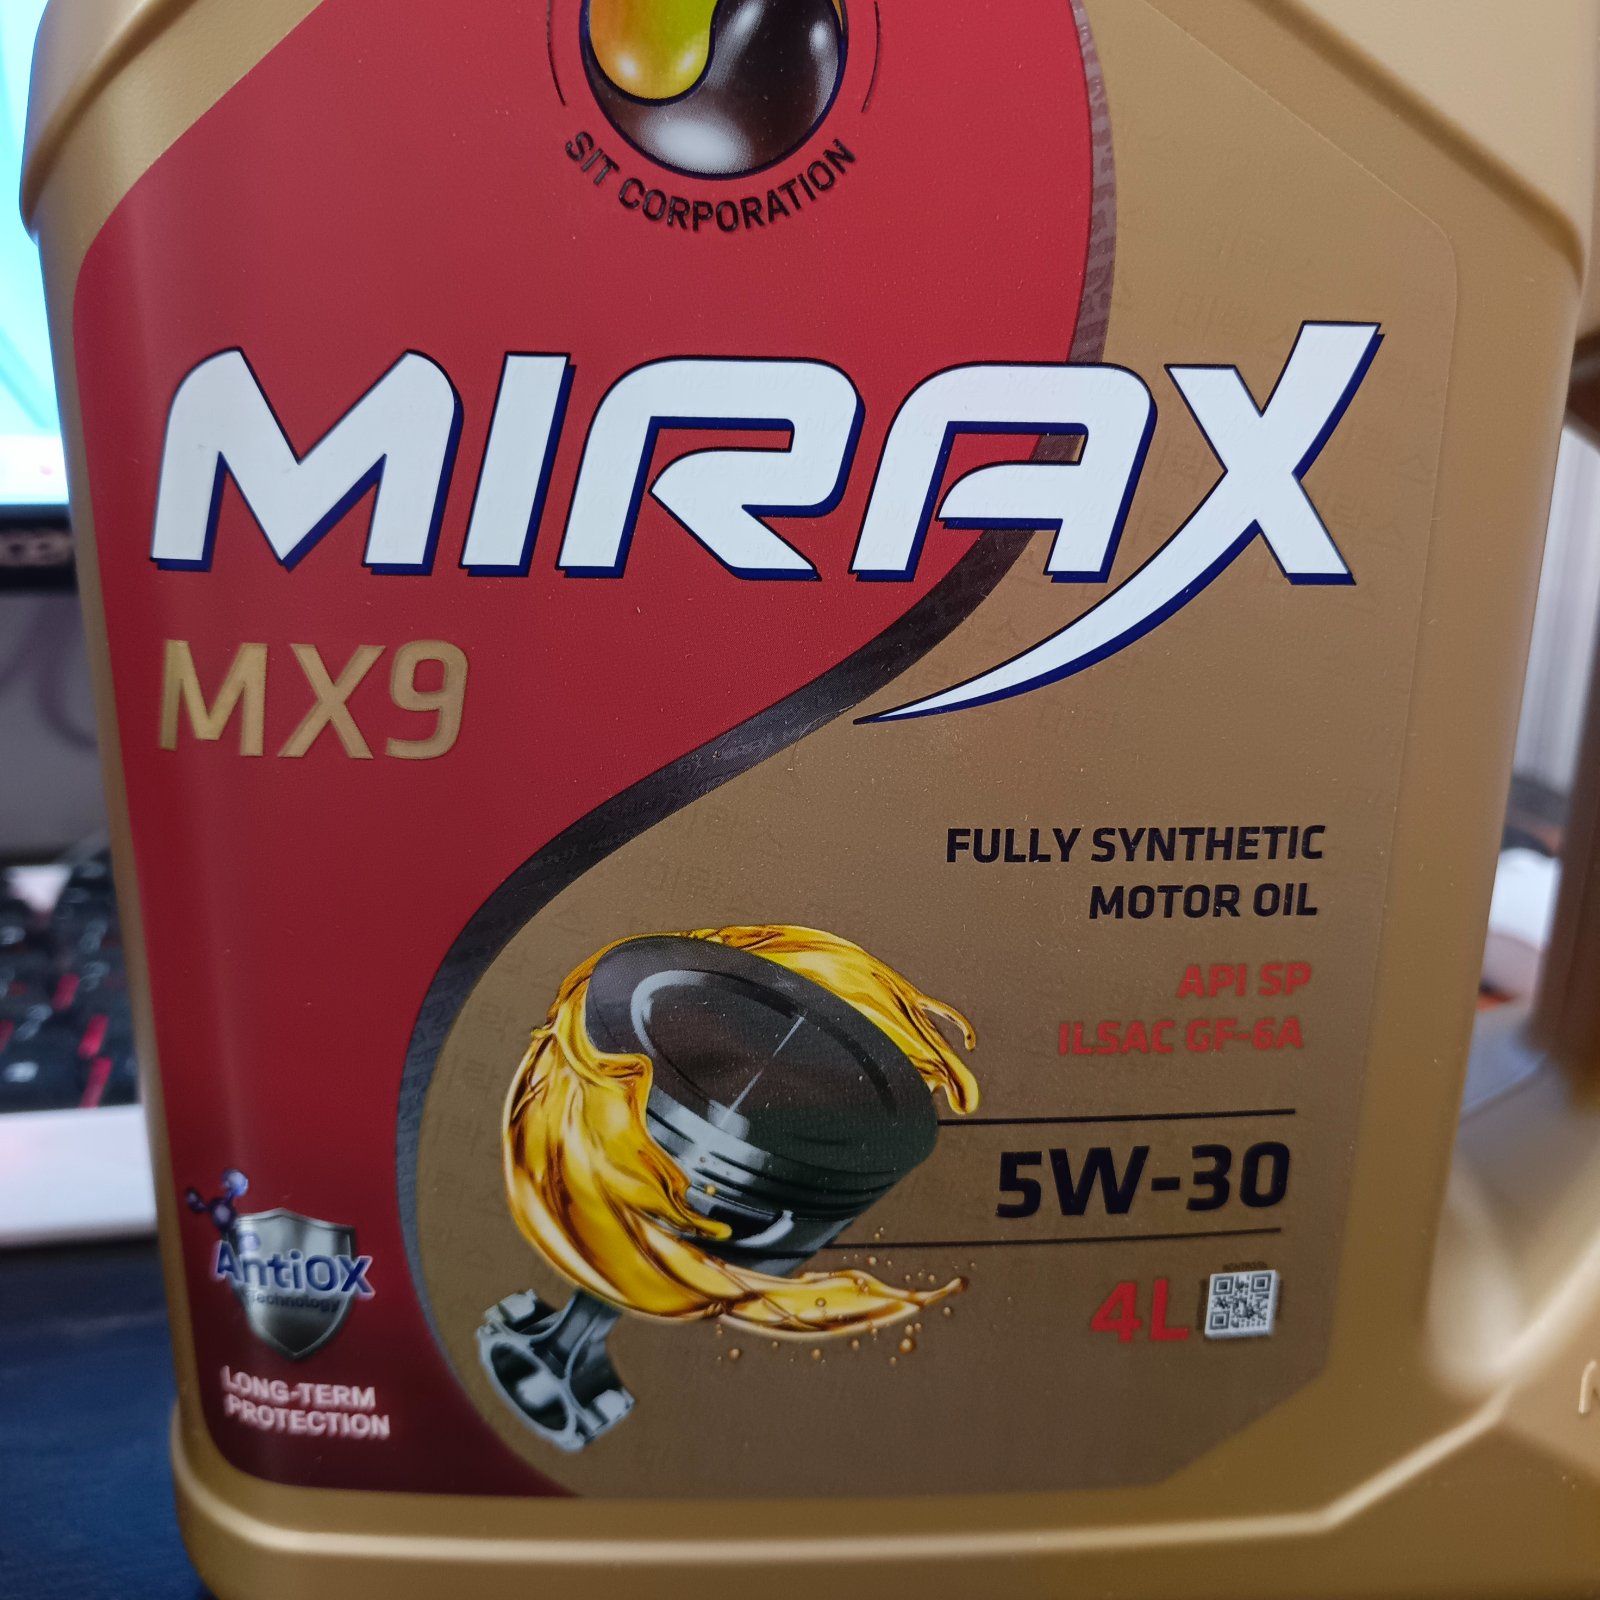 SIT CORPORATION
MIRAX
MX9
FULLY SYNTHETIC
MOTOR OIL
API SP
ILSAC GF-6A
5W-30
4L
AntiOX
Technology
LONG-TERM
PROTECTION